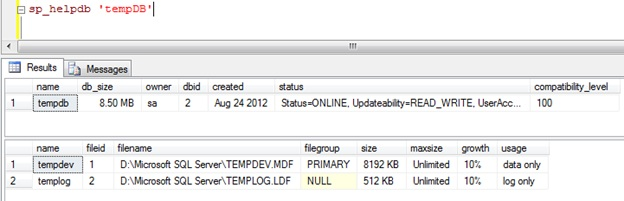 sp_helpdb 'tempDB'
Results Messages
name db_size owner dbid created status compatibility_level
1 tempdb 8.50 MB sa 2 Aug 24 2012 Status=ONLINE, Updateability=READ_WRITE, UserAcc... 100
name fileid filename filegroup size maxsize growth usage
1 tempdev 1 D:\Microsoft SQL Server\TEMPDEV.MDF PRIMARY 8192 KB Unlimited 10% data only
2 templog 2 D:\Microsoft SQL Server\TEMPLOG.LDF NULL 512 KB Unlimited 10% log only